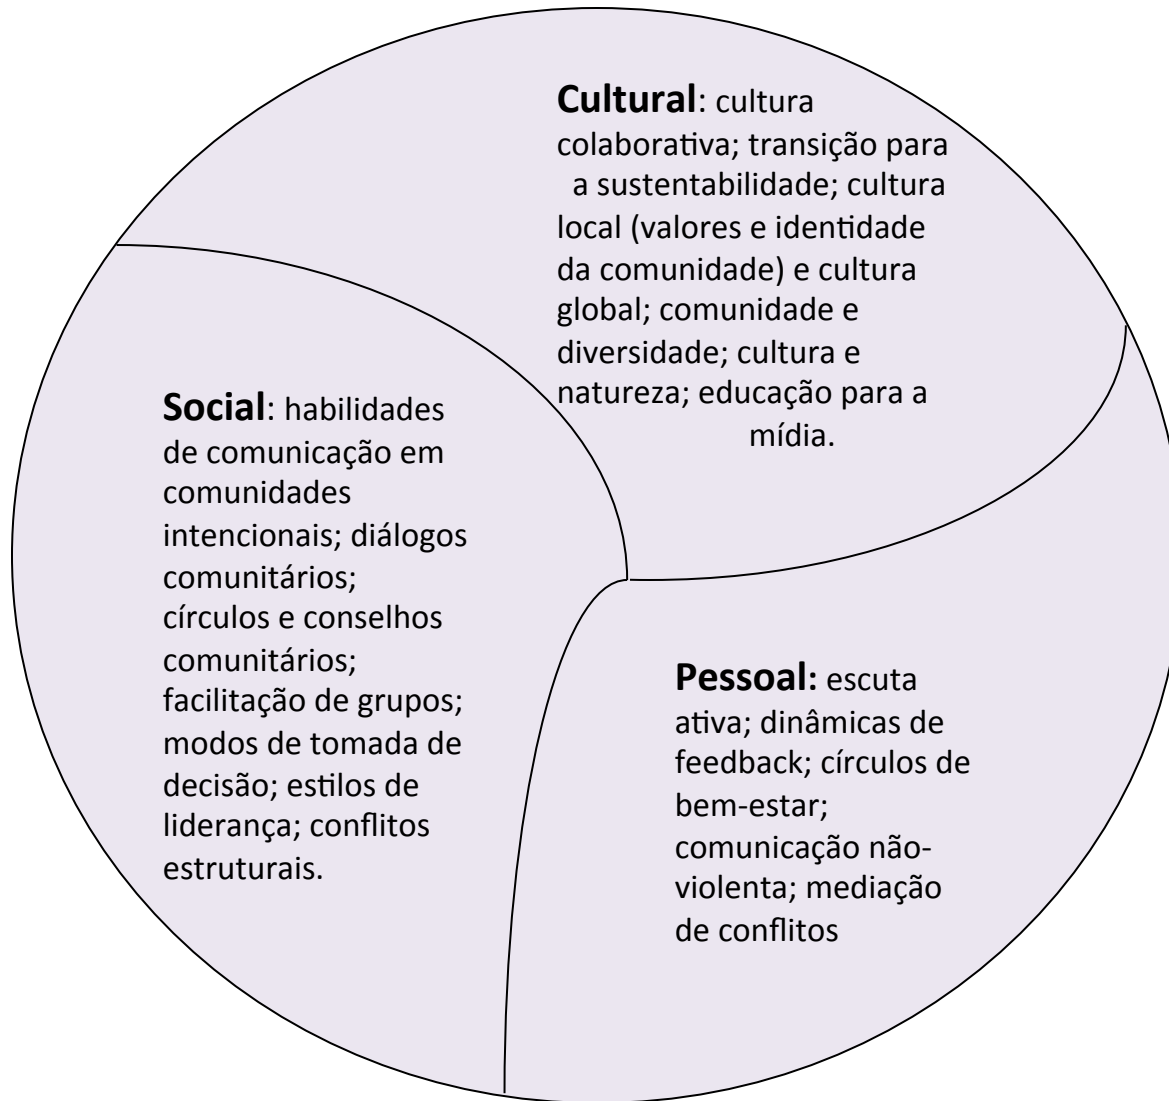 Cultural: cultura
colaborativa; transição para
a sustentabilidade; cultura
local (valores e identidade
da comunidade) e cultura
global; comunidade e
diversidade; cultura e
natureza; educação para a
mídia.
Social: habilidades
de comunicação em
comunidades
intencionais; diálogos
comunitários;
círculos e conselhos
comunitários;
facilitação de grupos;
modos de tomada de
decisão; estilos de
liderança; conflitos
estruturais.
Pessoal: escuta
ativa; dinâmicas de
feedback; círculos de
bem-estar;
comunicação não-
violenta; mediação
de conflitos